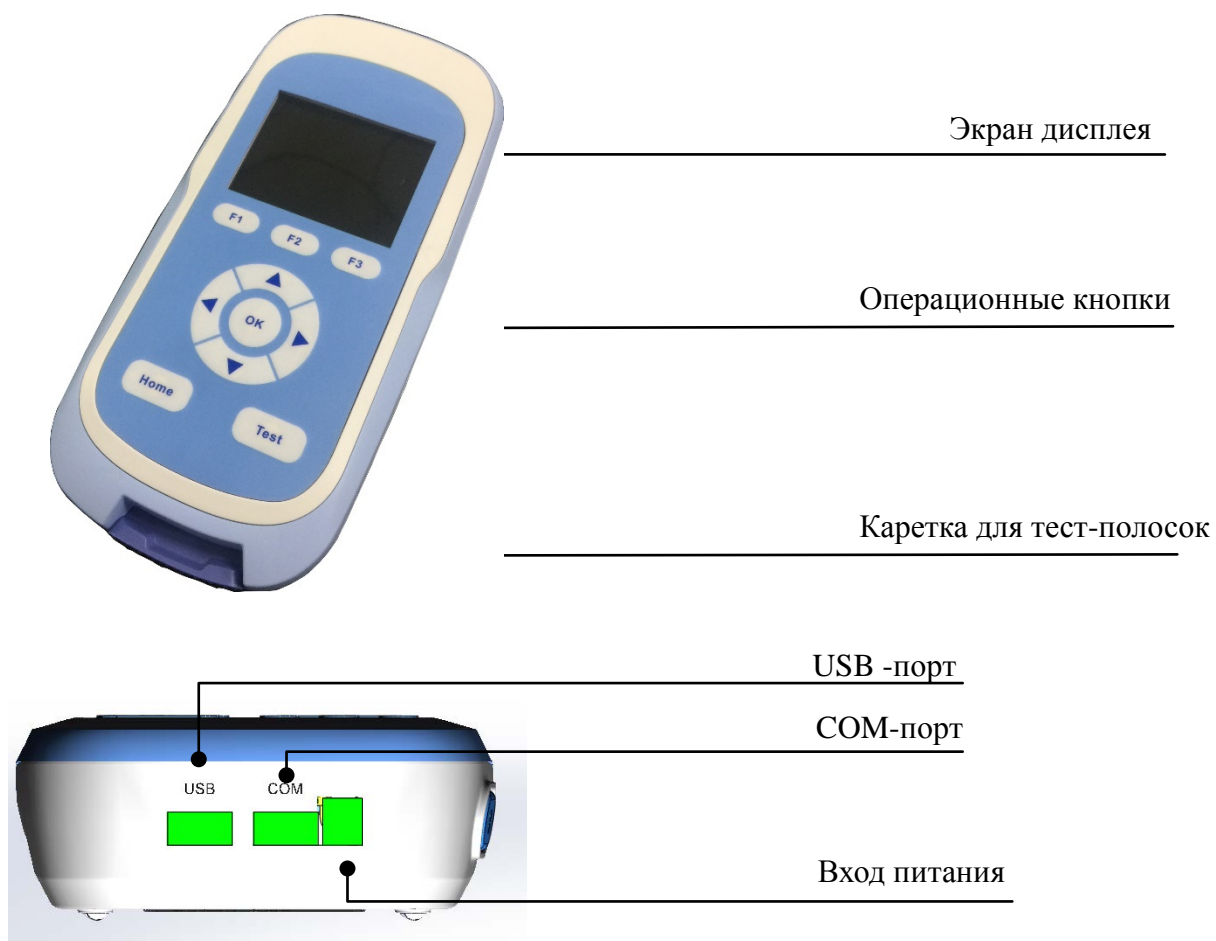 Экран дисплея
F1
F2
F3
Операционные кнопки
OK
Home
Test
Каретка для тест-полосок
USB -порт
COM-порт
USB
COM
Вход питания